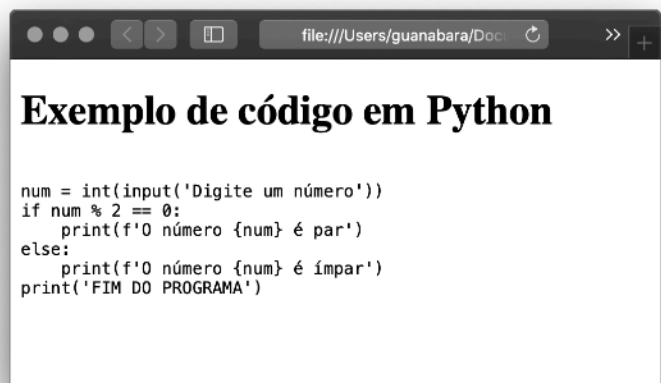 file:///Users/guanabara/Doc
Exemplo de código em Python
num = int(input('Digite um número'))
if num % 2 == 0:
    print(f'O número {num} é par')
else:
    print(f'O número {num} é ímpar')
print('FIM DO PROGRAMA')